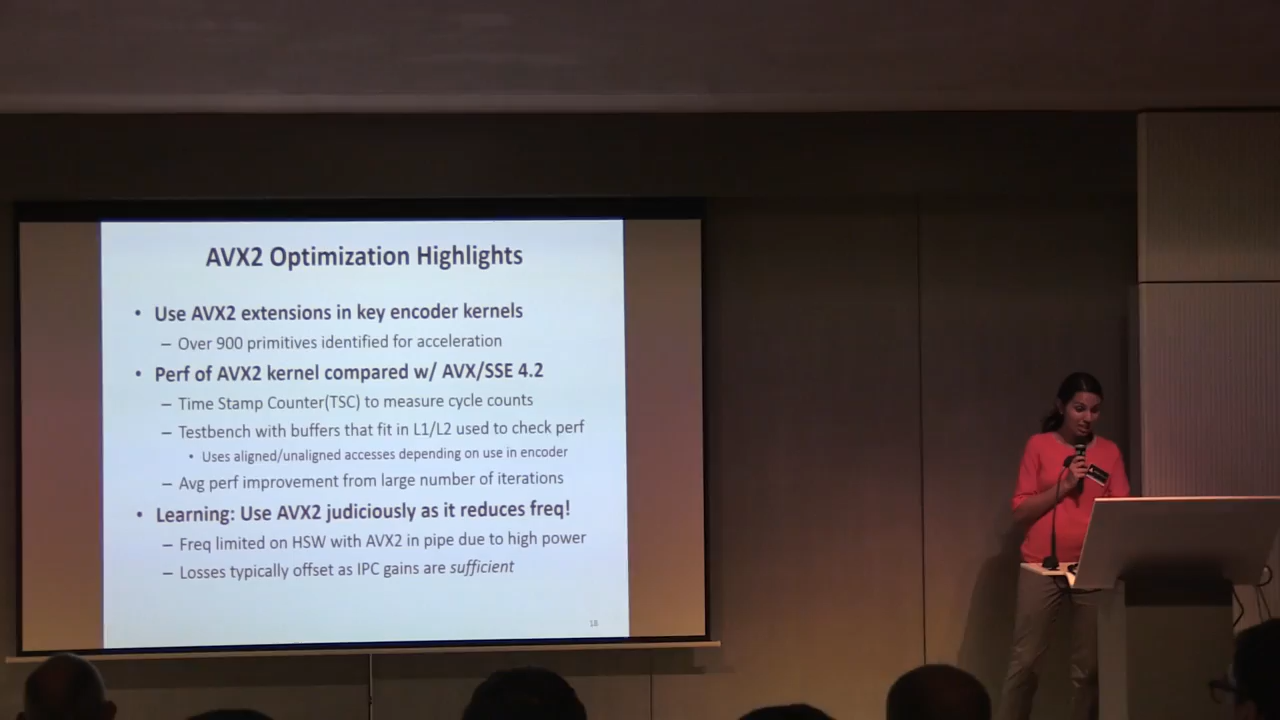 AVX2 Optimization Highlights
• Use AVX2 extensions in key encoder kernels
– Over 900 primitives identified for acceleration
• Perf of AVX2 kernel compared w/ AVX/SSE 4.2
– Time Stamp Counter(TSC) to measure cycle counts
– Testbench with buffers that fit in L1/L2 used to check perf
• Uses aligned/unaligned accesses depending on use in encoder
– Avg perf improvement from large number of iterations
• Learning: Use AVX2 judiciously as it reduces freq!
– Freq limited on HSW with AVX2 in pipe due to high power
– Losses typically offset as IPC gains are sufficient
18